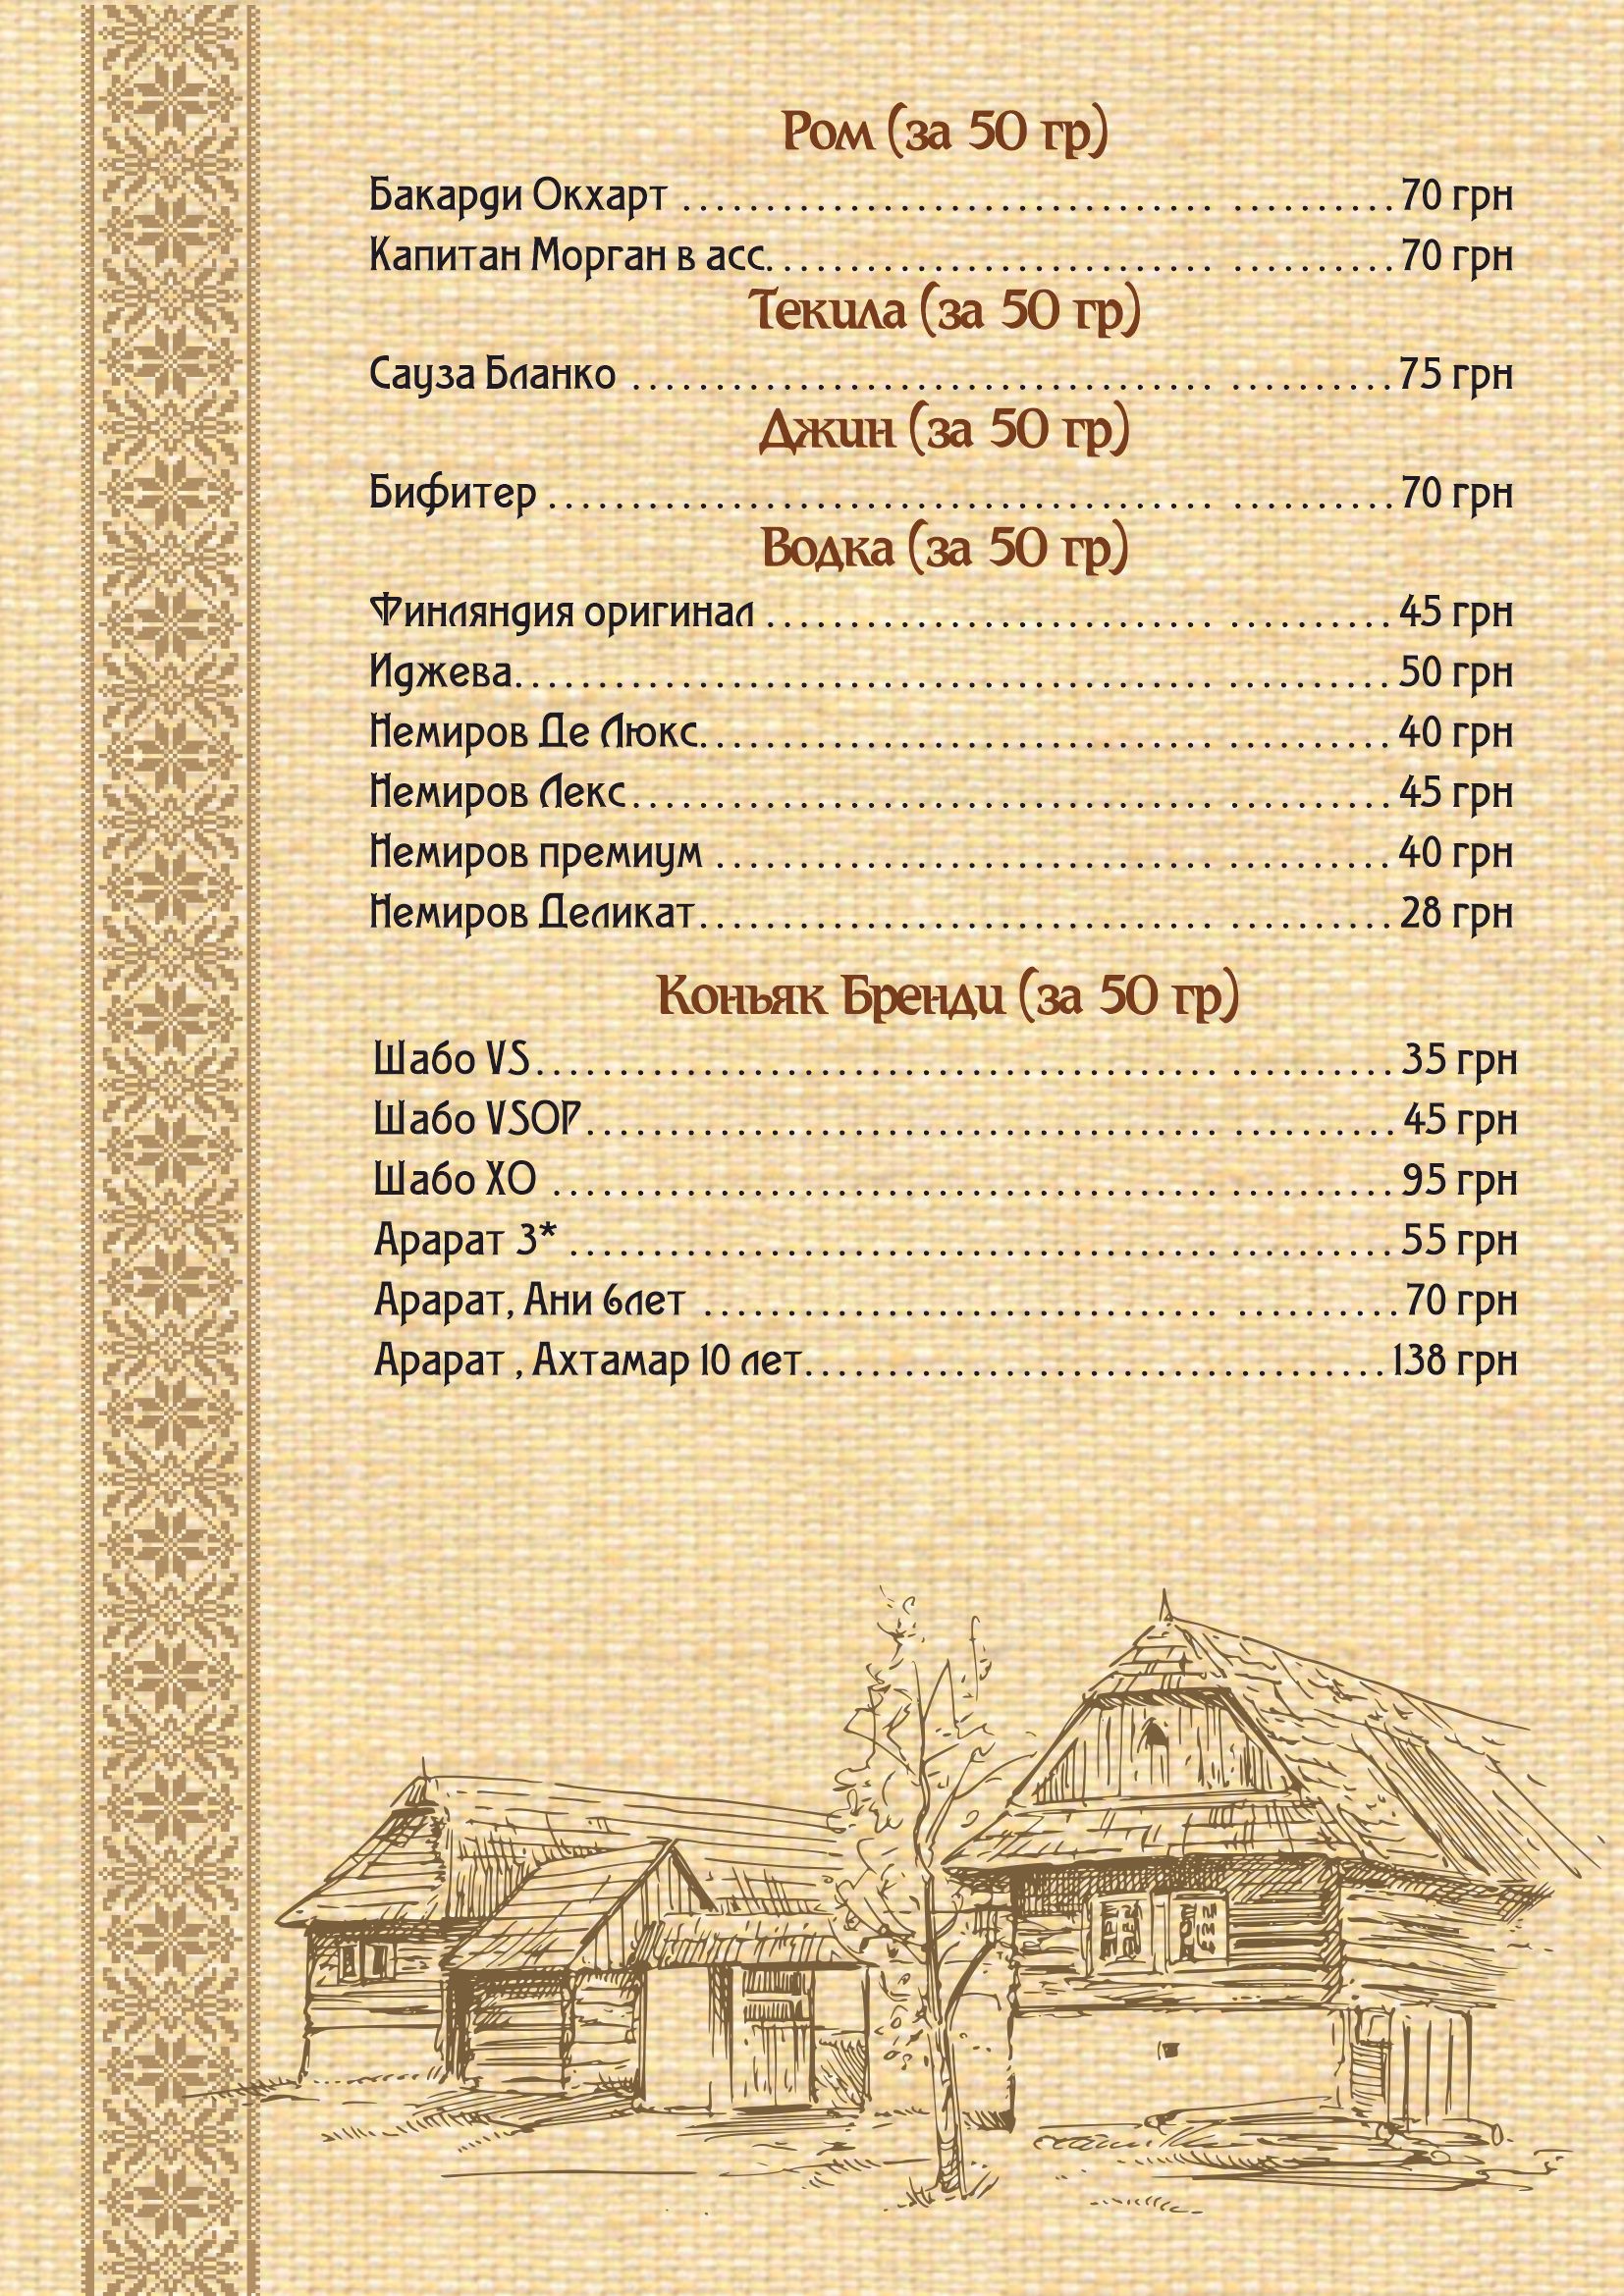 Ром (за 50 гр)
Бакарди Окхарт ........................................ 70 грн
Капитан Морган в асс........................................ 70 грн
Текила (за 50 гр)
Сауза Бланко ........................................ 75 грн
Джин (за 50 гр)
Бифитер ........................................ 70 грн
Водка (за 50 гр)
Финляндия оригинал ........................................ 45 грн
Иджева........................................ 50 грн
Немиров Де Люкс........................................ 40 грн
Немиров Лекс........................................ 45 грн
Немиров премиум ........................................ 40 грн
Немиров Деликат........................................ 28 грн
Коньяк Бренди (за 50 гр)
Шабо VS........................................ 35 грн
Шабо VSOP........................................ 45 грн
Шабо XO ........................................ 95 грн
Арарат 3* ........................................ 55 грн
Арарат, Ани 6лет ........................................ 70 грн
Арарат , Ахтамар 10 лет........................................ 138 грн